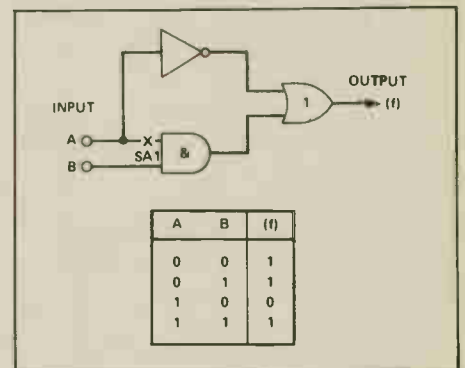 OUTPUT
1
(f)
INPUT
A
X
SA1
&
B
A B (f)
0 0 1
0 1 1
1 0 0
1 1 1